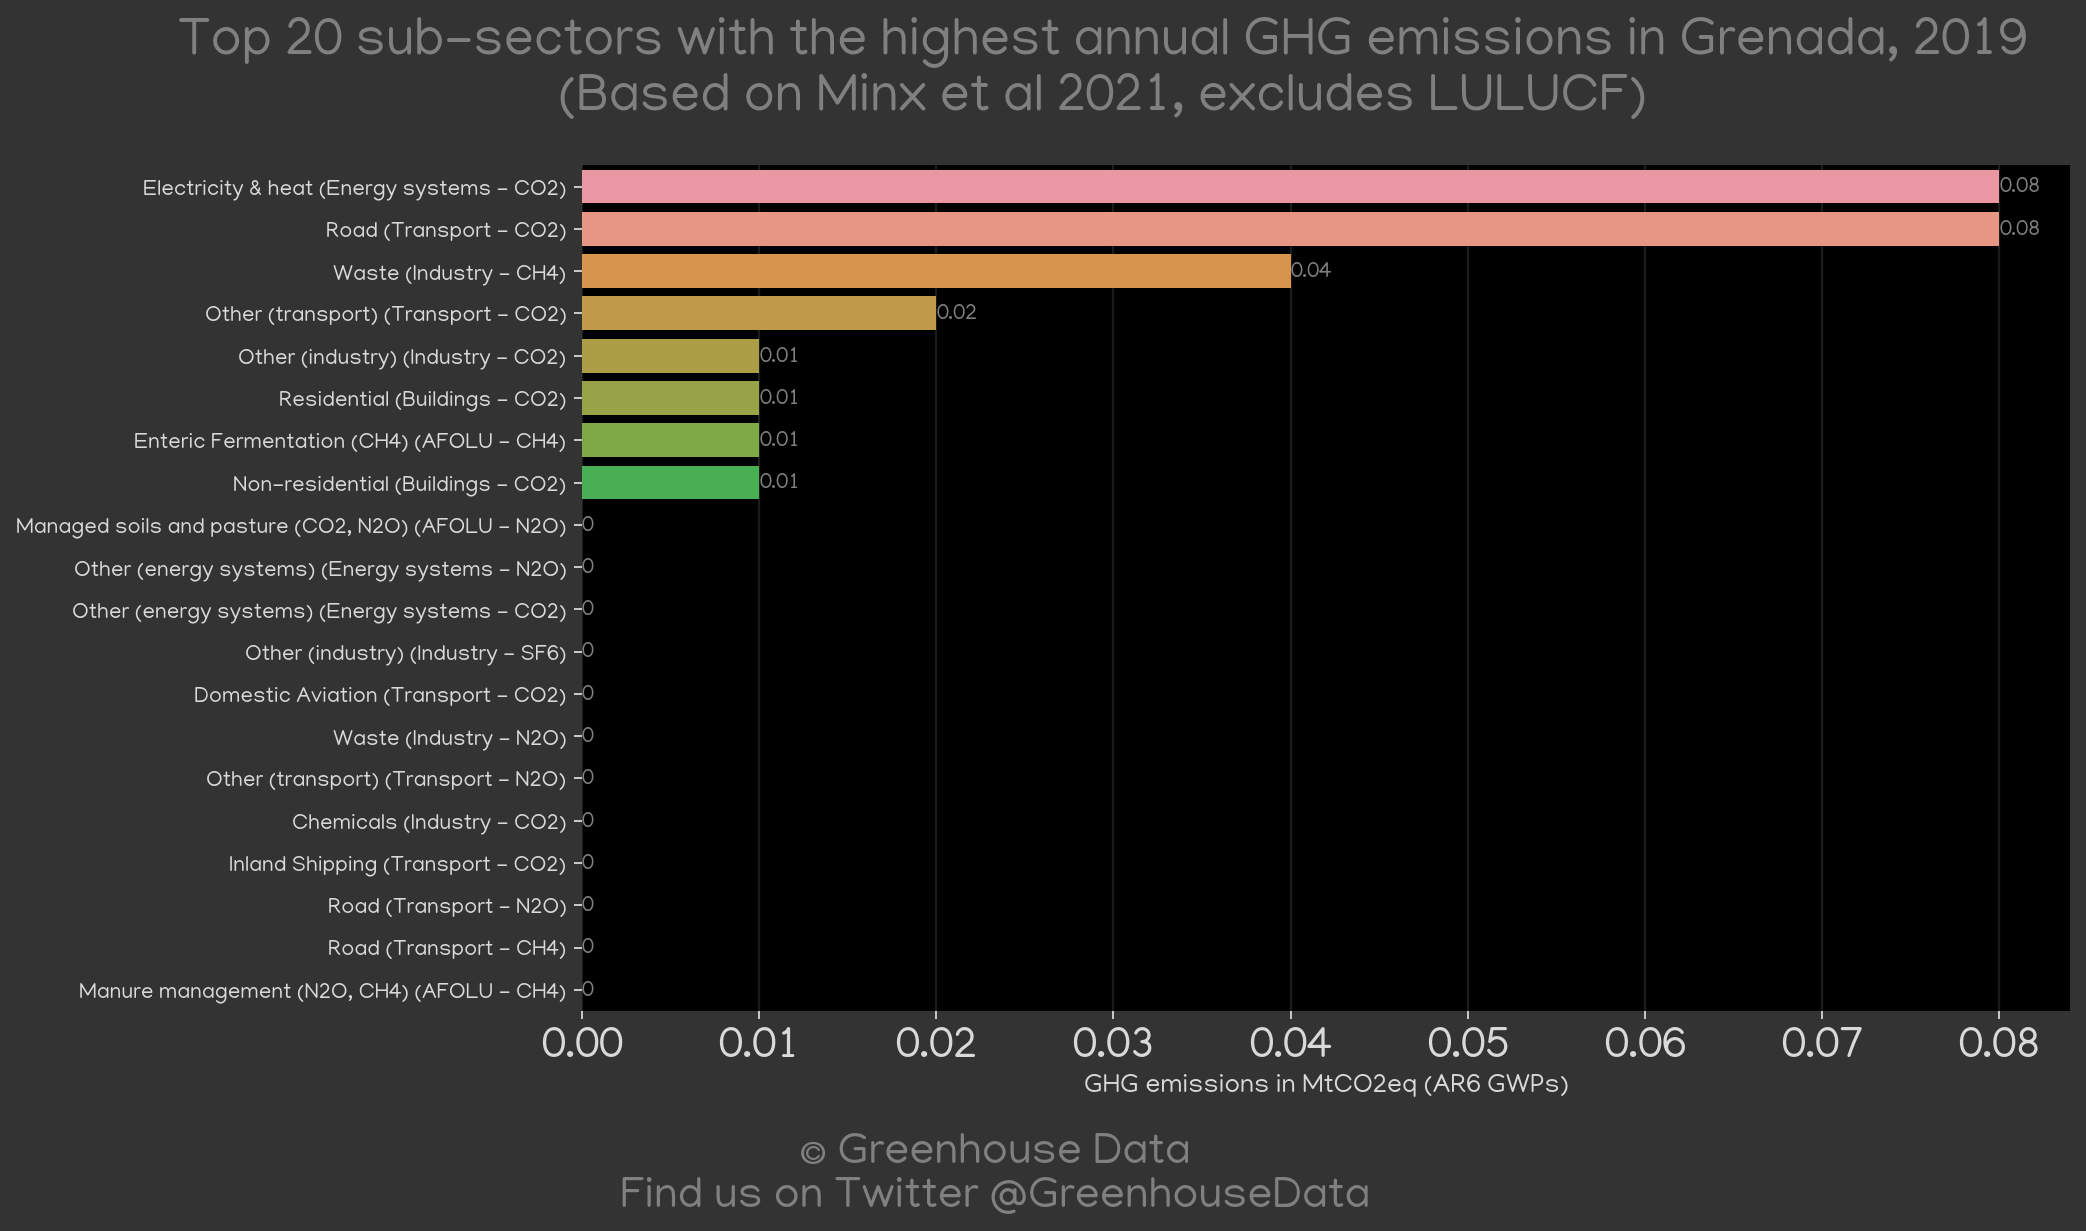 Top 20 sub-sectors with the highest annual GHG emissions in Grenada, 2019
(Based on Minx et al 2021, excludes LULUCF)
Electricity & heat (Energy systems - CO2) 0.08
Road (Transport - CO2) 0.08
Waste (Industry - CH4) 0.04
Other (transport) (Transport - CO2) 0.02
Other (industry) (Industry - CO2) 0.01
Residential (Buildings - CO2) 0.01
Enteric Fermentation (CH4) (AFOLU - CH4) 0.01
Non-residential (Buildings - CO2) 0.01
Managed soils and pasture (CO2, N2O) (AFOLU - N2O) 0
Other (energy systems) (Energy systems - N2O) 0
Other (energy systems) (Energy systems - CO2) 0
Other (industry) (Industry - SF6) 0
Domestic Aviation (Transport - CO2) 0
Waste (Industry - N2O) 0
Other (transport) (Transport - N2O) 0
Chemicals (Industry - CO2) 0
Inland Shipping (Transport - CO2) 0
Road (Transport - N2O) 0
Road (Transport - CH4) 0
Manure management (N2O, CH4) (AFOLU - CH4) 0
0.00 0.01 0.02 0.03 0.04 0.05 0.06 0.07 0.08
GHG emissions in MtCO2eq (AR6 GWPs)
© Greenhouse Data
Find us on Twitter @GreenhouseData